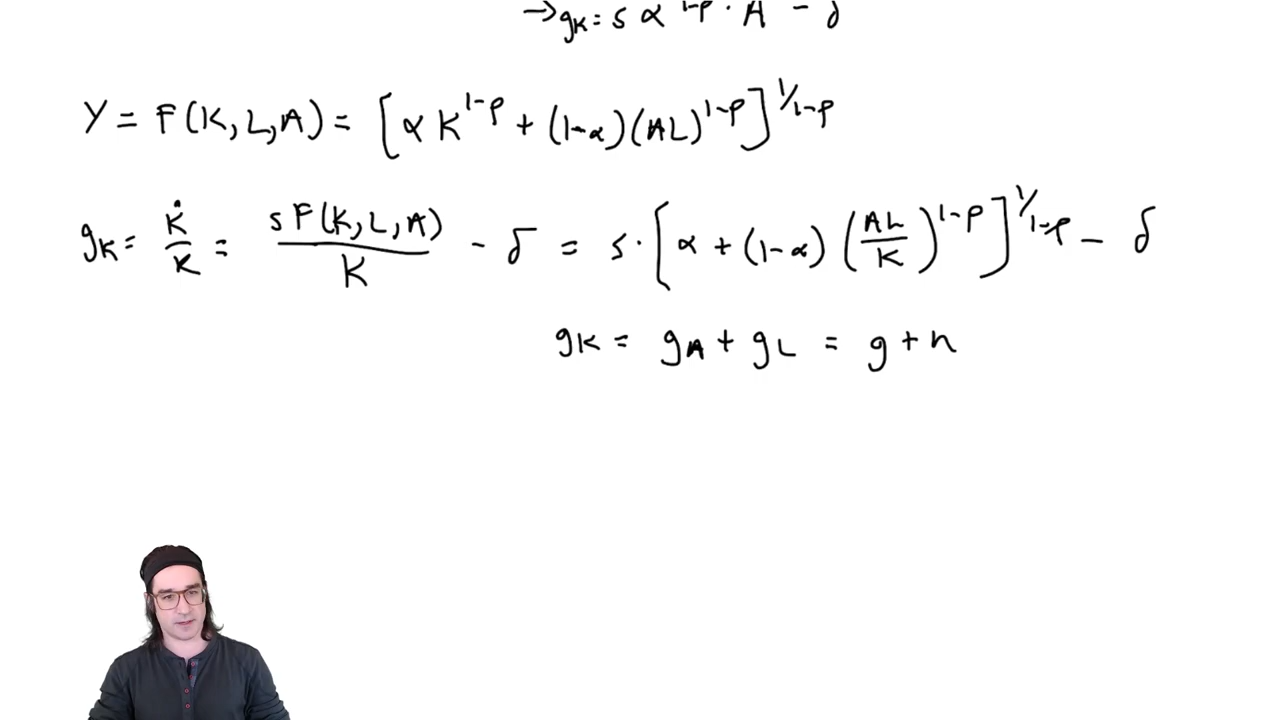 → gK = s α^(1-ρ) · A - δ
Y = F(K, L, A) = [α K^(1-ρ) + (1-α)(AL)^(1-ρ)]^(1/1-ρ)
gK = K̇/K = sF(K, L, A)/K - δ = s·[α + (1-α)(AL/K)^(1-ρ)]^(1/1-ρ) - δ
gK = gA + gL = g + n